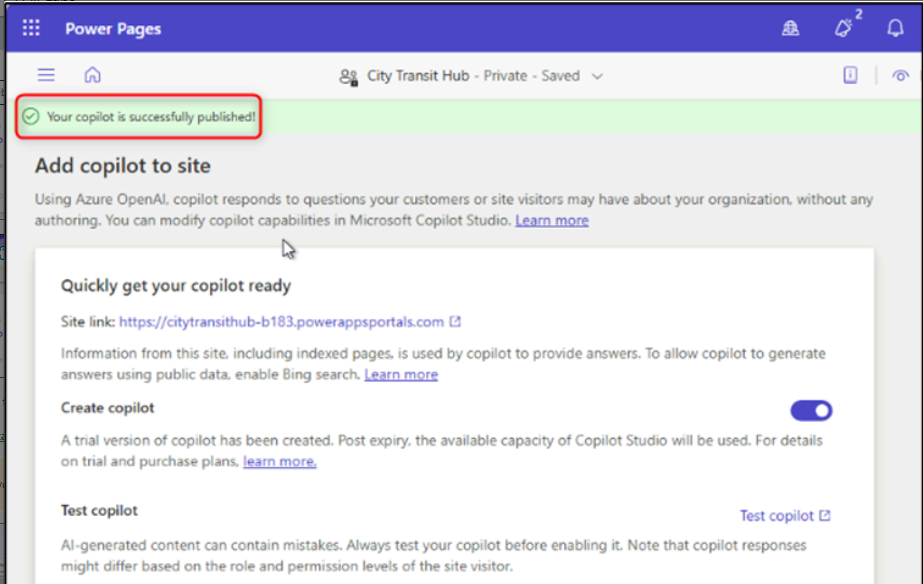 Power Pages
2
City Transit Hub - Private - Saved
Your copilot is successfully published!
Add copilot to site
Using Azure OpenAI, copilot responds to questions your customers or site visitors may have about your organization, without any
authoring. You can modify copilot capabilities in Microsoft Copilot Studio. Learn more
Quickly get your copilot ready
Site link: https://citytransithub-b183.powerappsportals.com
Information from this site, including indexed pages, is used by copilot to provide answers. To allow copilot to generate
answers using public data, enable Bing search. Learn more
Create copilot
A trial version of copilot has been created. Post expiry, the available capacity of Copilot Studio will be used. For details
on trial and purchase plans, learn more.
Test copilot
Test copilot
AI-generated content can contain mistakes. Always test your copilot before enabling it. Note that copilot responses
might differ based on the role and permission levels of the site visitor.